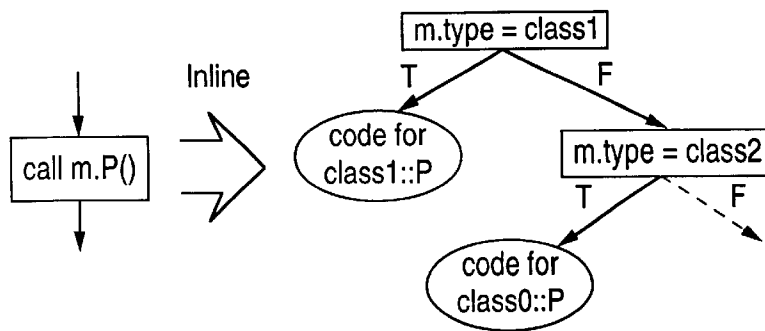 m.type = class1
T
F
Inline
call m.P()
code for
class1::P
m.type = class2
T
F
code for
class0::P